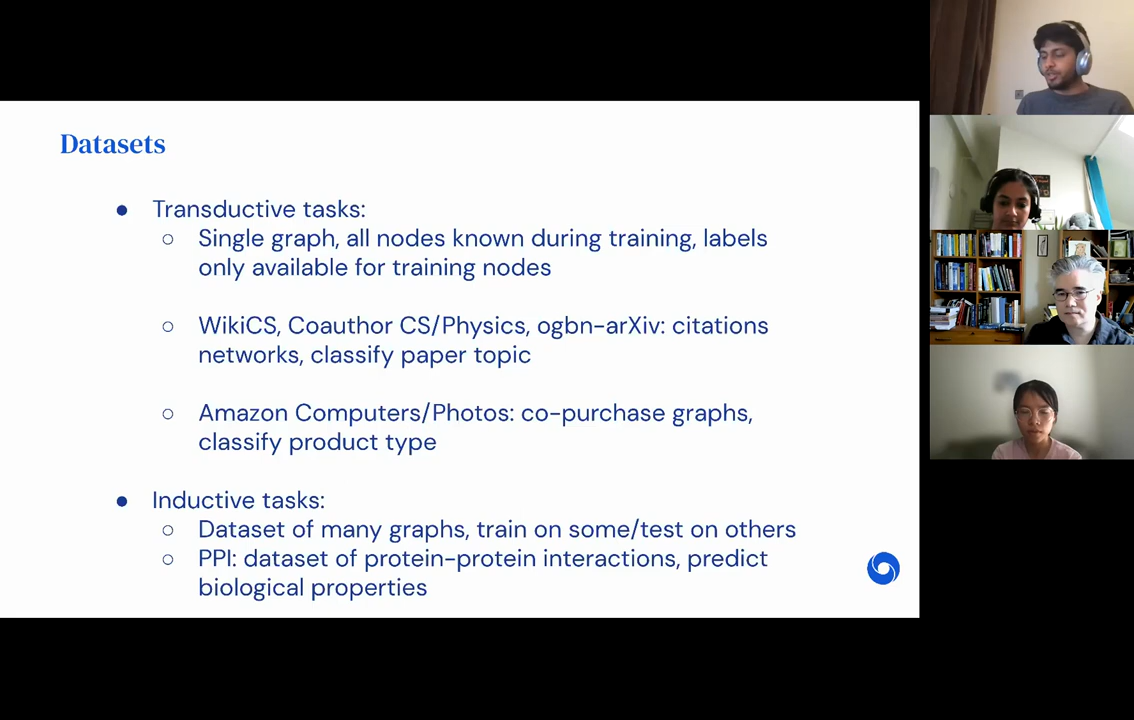 Datasets
● Transductive tasks:
○ Single graph, all nodes known during training, labels
only available for training nodes
○ WikiCS, Coauthor CS/Physics, ogbn-arXiv: citations
networks, classify paper topic
○ Amazon Computers/Photos: co-purchase graphs,
classify product type
● Inductive tasks:
○ Dataset of many graphs, train on some/test on others
○ PPI: dataset of protein-protein interactions, predict
biological properties